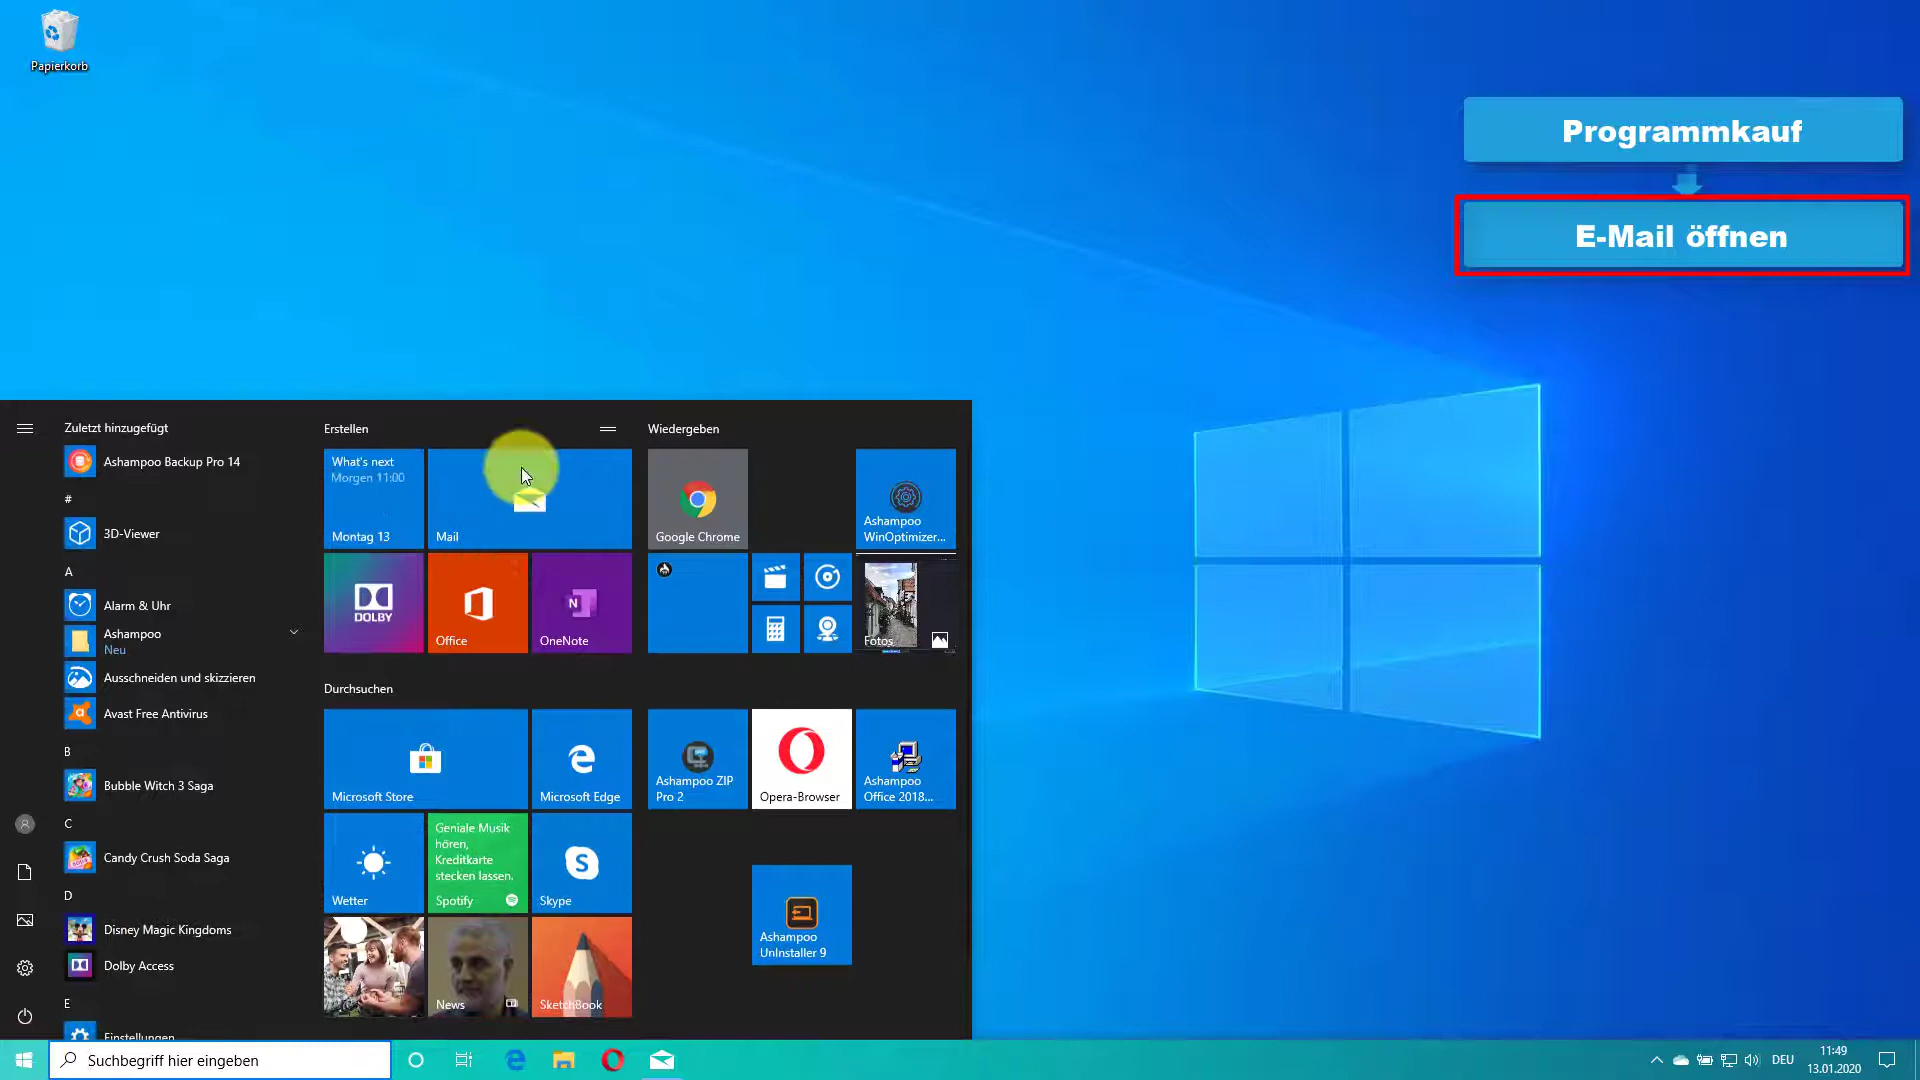 Papierkorb
Programmkauf
E-Mail öffnen
Zuletzt hinzugefügt
Ashampoo Backup Pro 14
#
3D-Viewer
A
Alarm & Uhr
Ashampoo
Neu
Ausschneiden und skizzieren
Avast Free Antivirus
B
Bubble Witch 3 Saga
C
Candy Crush Soda Saga
D
Disney Magic Kingdoms
Dolby Access
E
Einstellungen
Erstellen
What's next
Morgen 11:00
Montag 13
Mail
DOLBY
Office
N
OneNote
Durchsuchen
Microsoft Store
Microsoft Edge
Wetter
Geniale Musik
hören,
Kreditkarte
stecken lassen.
Spotify
S
Skype
News
SketchBook
Wiedergeben
Google Chrome
Ashampoo
WinOptimizer...
Fotos
Ashampoo ZIP
Pro 2
Opera-Browser
Ashampoo
Office 2018...
Ashampoo
UnInstaller 9
Suchbegriff hier eingeben
DEU
11:49
13.01.2020